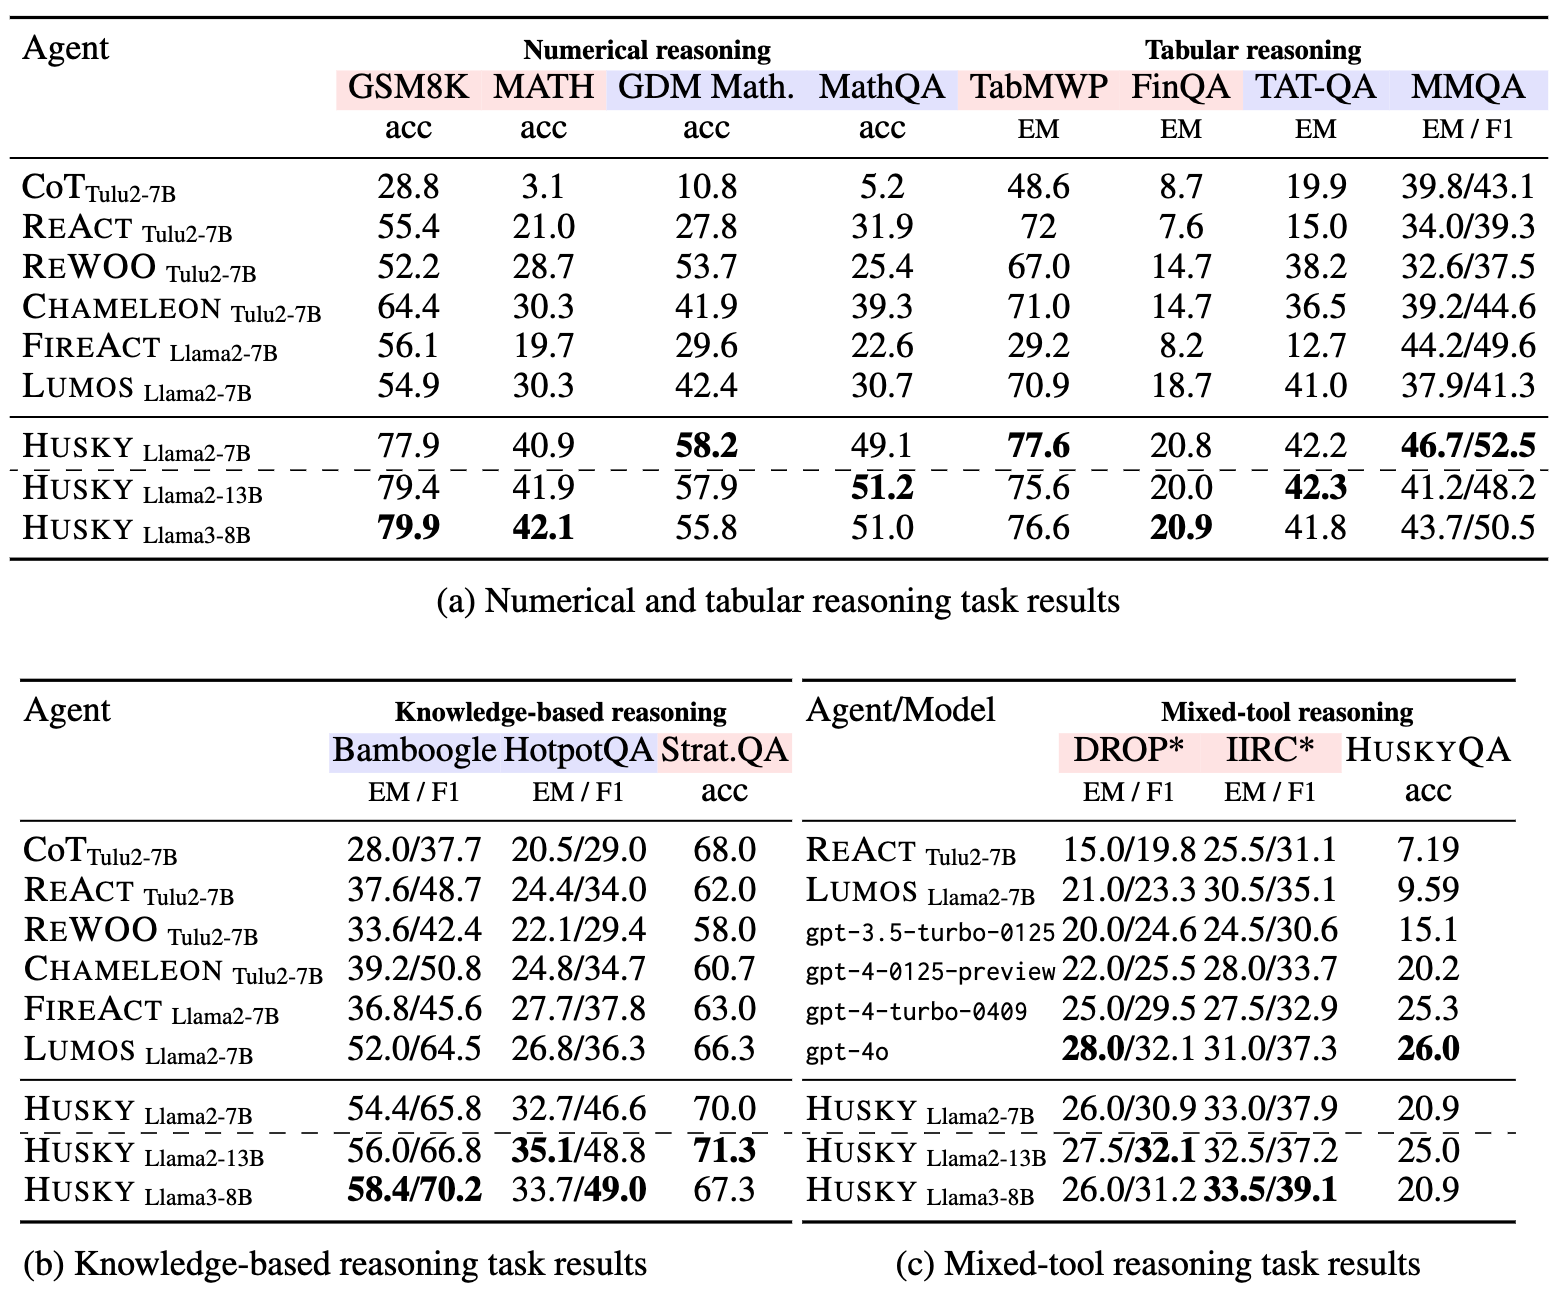 Agent Numerical reasoning Tabular reasoning
GSM8K MATH GDM Math. MathQA TabMWP FinQA TAT-QA MMQA
acc acc acc acc EM EM EM EM / F1
CoT Tulu2-7B 28.8 3.1 10.8 5.2 48.6 8.7 19.9 39.8/43.1
REACT Tulu2-7B 55.4 21.0 27.8 31.9 72 7.6 15.0 34.0/39.3
REWOO Tulu2-7B 52.2 28.7 53.7 25.4 67.0 14.7 38.2 32.6/37.5
CHAMELEON Tulu2-7B 64.4 30.3 41.9 39.3 71.0 14.7 36.5 39.2/44.6
FIREACT Llama2-7B 56.1 19.7 29.6 22.6 29.2 8.2 12.7 44.2/49.6
LUMOS Llama2-7B 54.9 30.3 42.4 30.7 70.9 18.7 41.0 37.9/41.3
HUSKY Llama2-7B 77.9 40.9 58.2 49.1 77.6 20.8 42.2 46.7/52.5
HUSKY Llama2-13B 79.4 41.9 57.9 51.2 75.6 20.0 42.3 41.2/48.2
HUSKY Llama3-8B 79.9 42.1 55.8 51.0 76.6 20.9 41.8 43.7/50.5
(a) Numerical and tabular reasoning task results
Agent Knowledge-based reasoning
Bamboogle HotpotQA Strat.QA
EM / F1 EM / F1 acc
CoT Tulu2-7B 28.0/37.7 20.5/29.0 68.0
REACT Tulu2-7B 37.6/48.7 24.4/34.0 62.0
REWOO Tulu2-7B 33.6/42.4 22.1/29.4 58.0
CHAMELEON Tulu2-7B 39.2/50.8 24.8/34.7 60.7
FIREACT Llama2-7B 36.8/45.6 27.7/37.8 63.0
LUMOS Llama2-7B 52.0/64.5 26.8/36.3 66.3
HUSKY Llama2-7B 54.4/65.8 32.7/46.6 70.0
HUSKY Llama2-13B 56.0/66.8 35.1/48.8 71.3
HUSKY Llama3-8B 58.4/70.2 33.7/49.0 67.3
(b) Knowledge-based reasoning task results
Agent/Model Mixed-tool reasoning
DROP* IIRC* HUSKYQA
EM / F1 EM / F1 acc
REACT Tulu2-7B 15.0/19.8 25.5/31.1 7.19
LUMOS Llama2-7B 21.0/23.3 30.5/35.1 9.59
gpt-3.5-turbo-0125 20.0/24.6 24.5/30.6 15.1
gpt-4-0125-preview 22.0/25.5 28.0/33.7 20.2
gpt-4-turbo-0409 25.0/29.5 27.5/32.9 25.3
gpt-4o 28.0/32.1 31.0/37.3 26.0
HUSKY Llama2-7B 26.0/30.9 33.0/37.9 20.9
HUSKY Llama2-13B 27.5/32.1 32.5/37.2 25.0
HUSKY Llama3-8B 26.0/31.2 33.5/39.1 20.9
(c) Mixed-tool reasoning task results